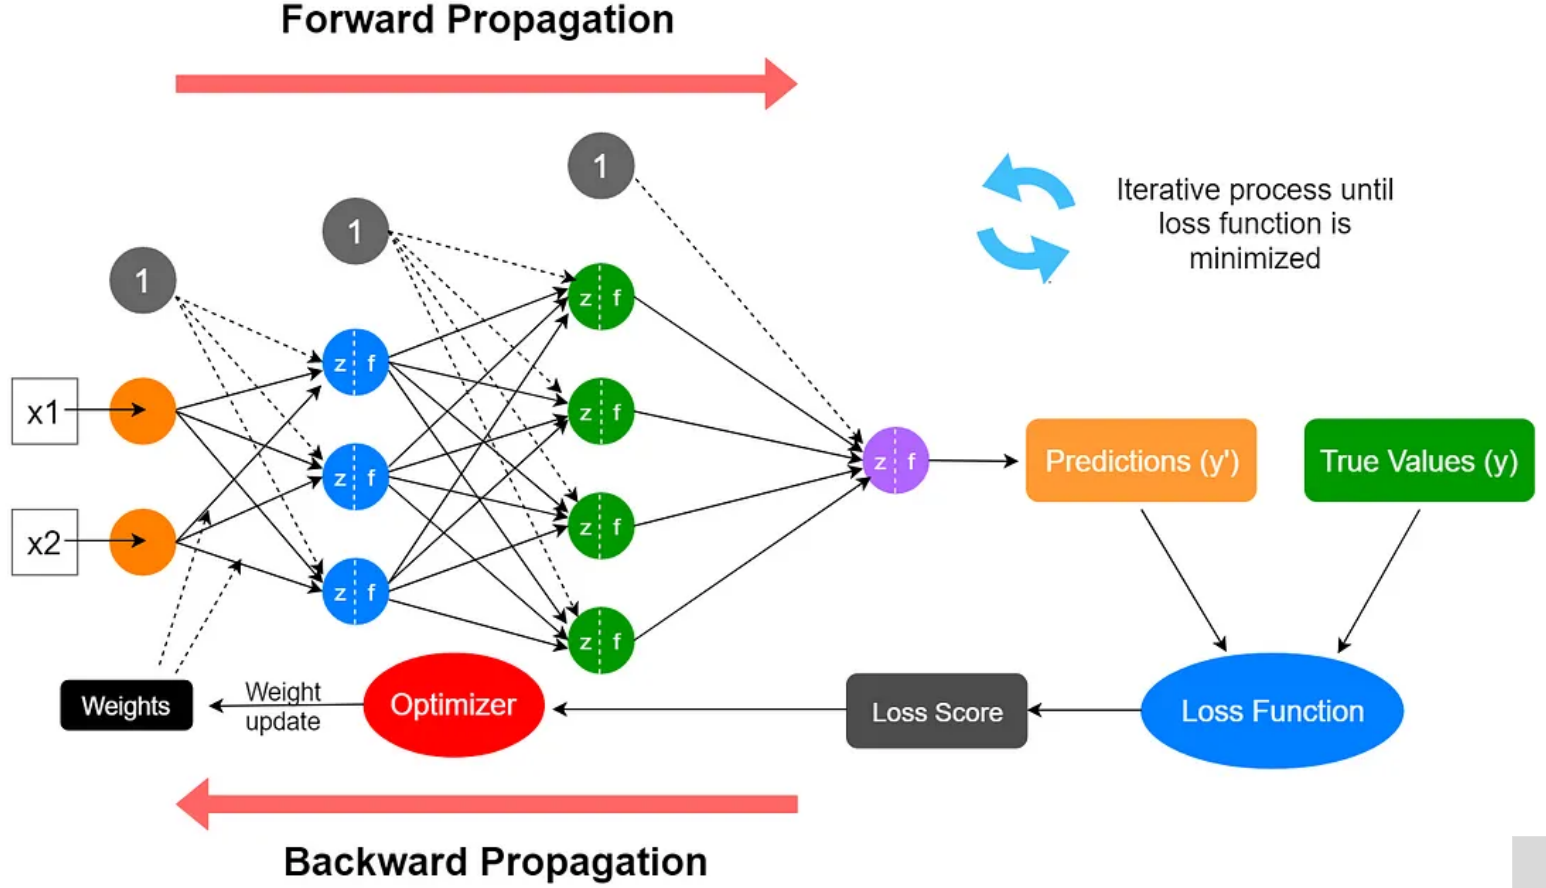 Forward Propagation
1
1
1
Iterative process until
loss function is
minimized
z f
z f
x1
z f
z f
Predictions (y')
True Values (y)
z f
z f
x2
z f
z f
Weights
Weight
update
Optimizer
Loss Score
Loss Function
Backward Propagation